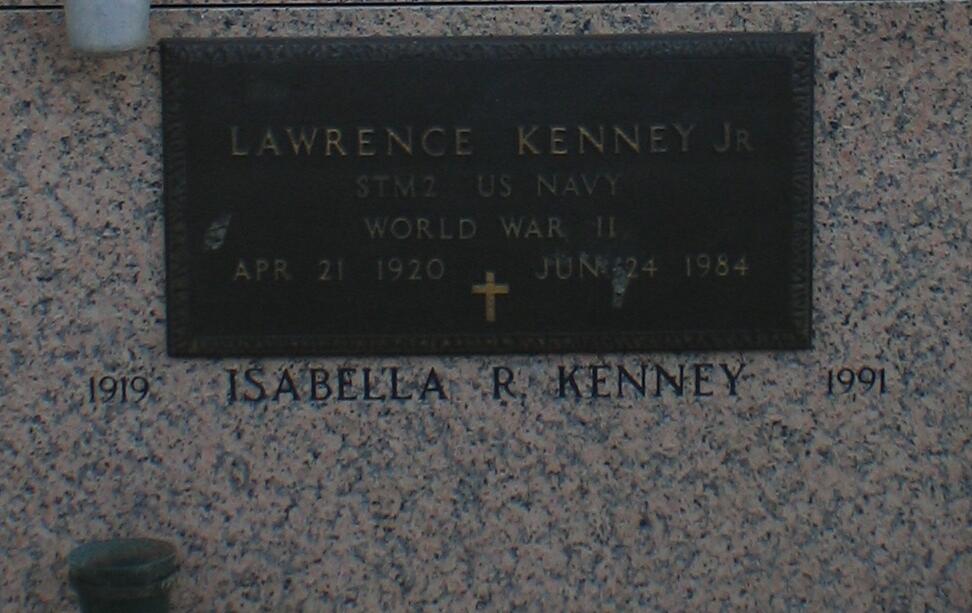 LAWRENCE KENNEY JR
STM2 US NAVY
WORLD WAR II
APR 21 1920 JUN 24 1984
1919 ISABELLA R. KENNEY 1991